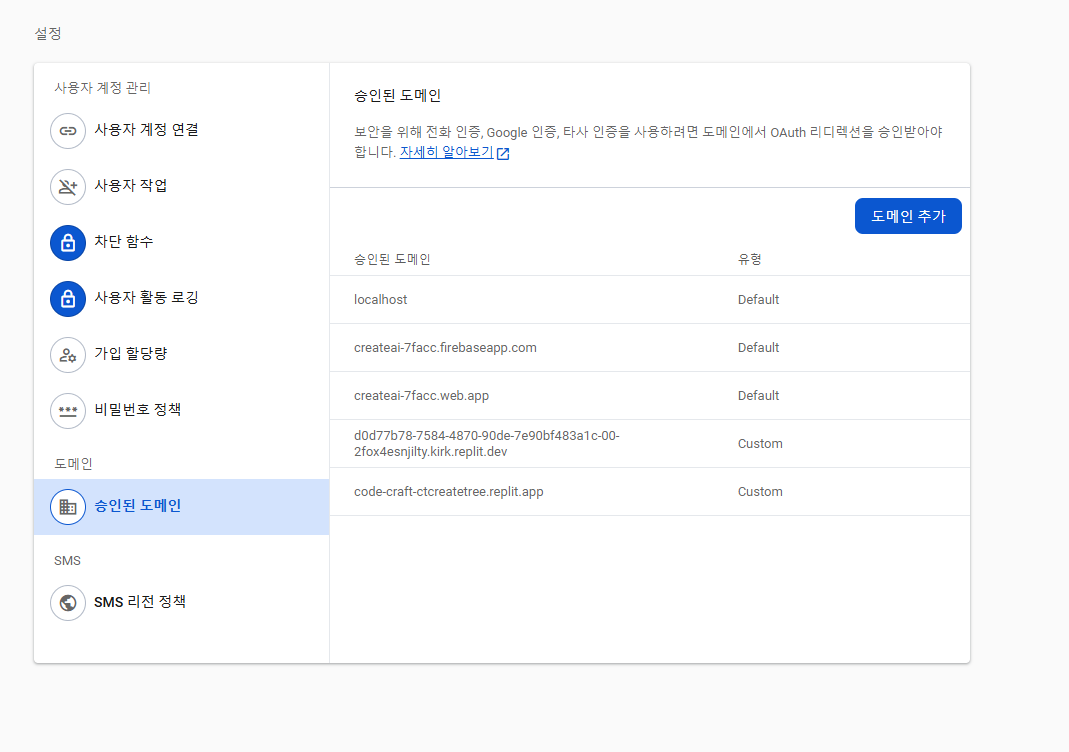 설정
사용자 계정 관리
사용자 계정 연결
사용자 작업
차단 함수
사용자 활동 로깅
가입 할당량
비밀번호 정책
도메인
승인된 도메인
SMS
SMS 리전 정책
승인된 도메인
보안을 위해 전화 인증, Google 인증, 타사 인증을 사용하려면 도메인에서 OAuth 리디렉션을 승인받아야
합니다. 자세히 알아보기
도메인 추가
승인된 도메인 유형
localhost Default
createai-7facc.firebaseapp.com Default
createai-7facc.web.app Default
d0d77b78-7584-4870-90de-7e90bf483a1c-00-
2fox4esnjilty.kirk.replit.dev Custom
code-craft-ctcreatetree.replit.app Custom